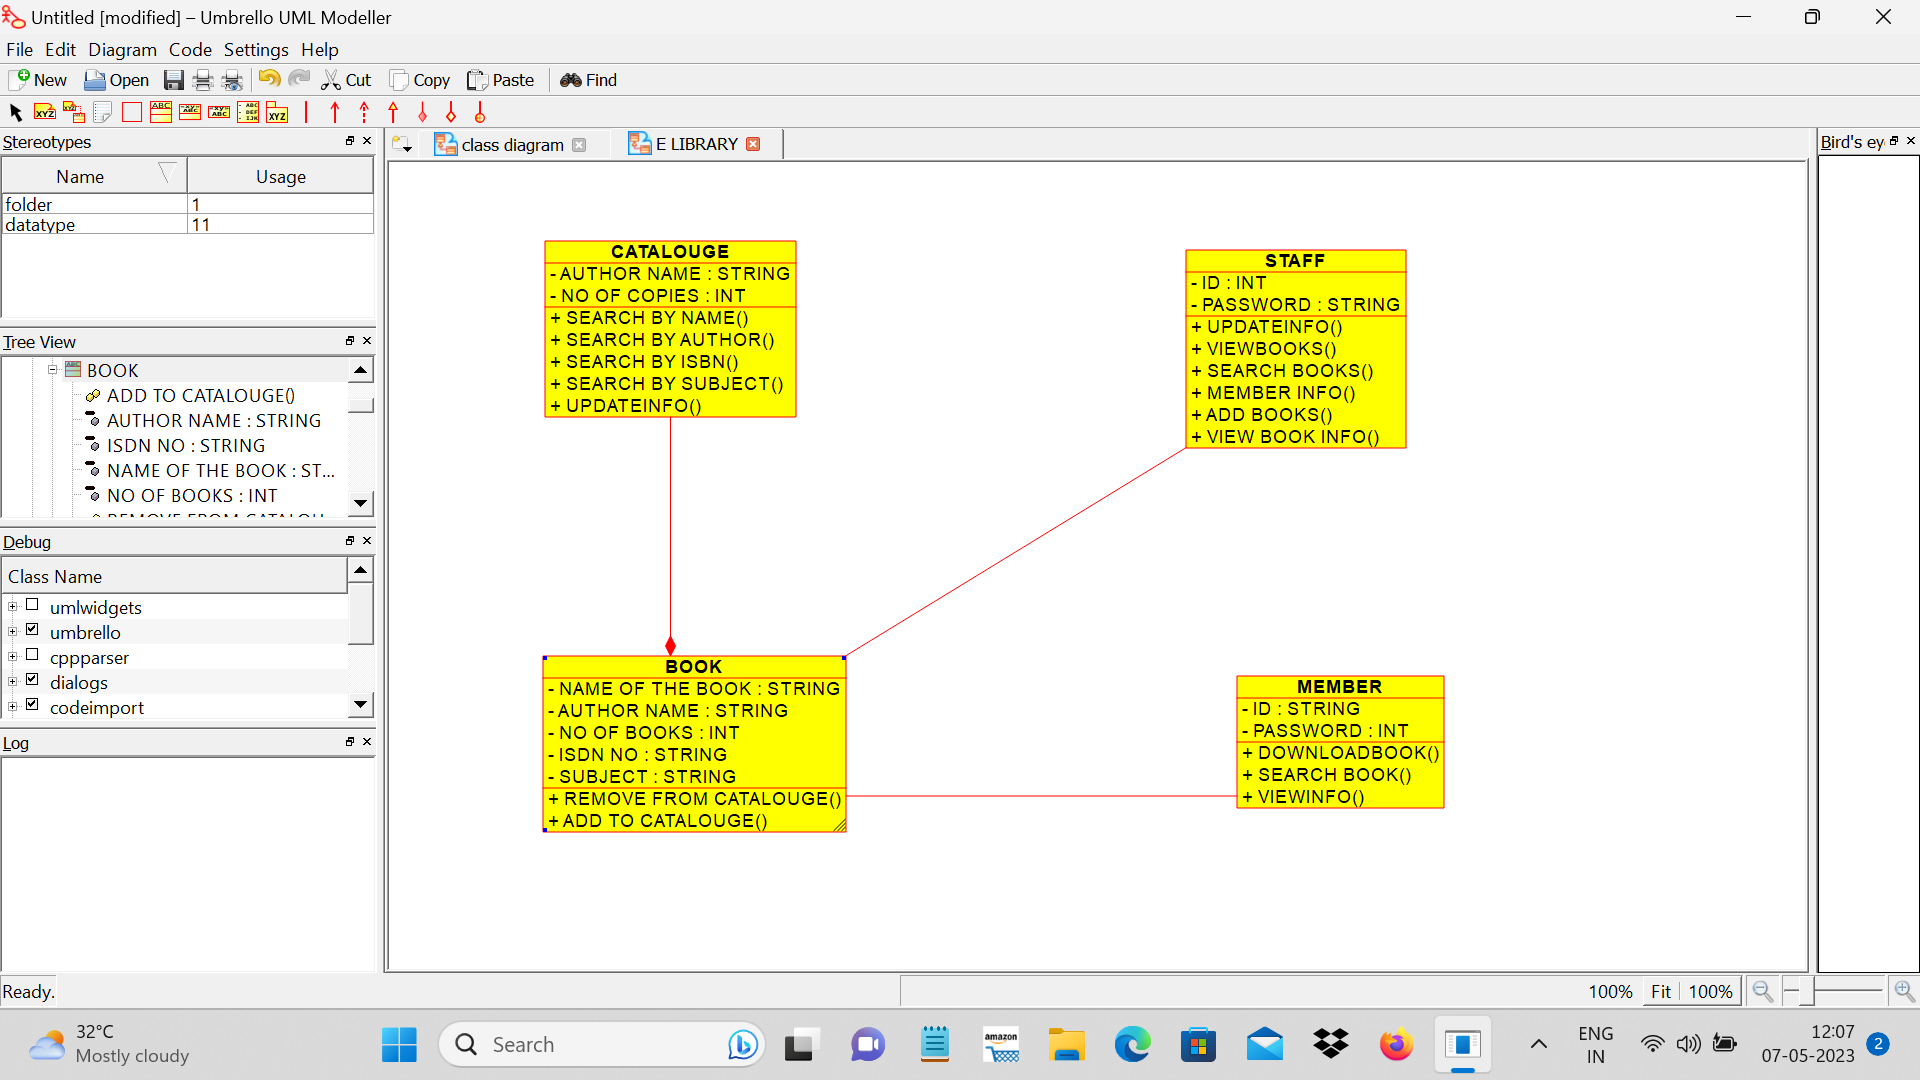 Untitled [modified] – Umbrello UML Modeller
File Edit Diagram Code Settings Help
New Open Cut Copy Paste Find
Stereotypes
Name Usage
folder 1
datatype 11
Tree View
BOOK
ADD TO CATALOUGE()
AUTHOR NAME : STRING
ISDN NO : STRING
NAME OF THE BOOK : ST...
NO OF BOOKS : INT
REMOVE FROM CATALOU
Debug
Class Name
umlwidgets
umbrello
cppparser
dialogs
codeimport
Log
class diagram
E LIBRARY
Bird's ey
CATALOUGE
- AUTHOR NAME : STRING
- NO OF COPIES : INT
+ SEARCH BY NAME()
+ SEARCH BY AUTHOR()
+ SEARCH BY ISBN()
+ SEARCH BY SUBJECT()
+ UPDATEINFO()
STAFF
- ID : INT
- PASSWORD : STRING
+ UPDATEINFO()
+ VIEWBOOKS()
+ SEARCH BOOKS()
+ MEMBER INFO()
+ ADD BOOKS()
+ VIEW BOOK INFO()
BOOK
- NAME OF THE BOOK : STRING
- AUTHOR NAME : STRING
- NO OF BOOKS : INT
- ISDN NO : STRING
- SUBJECT : STRING
+ REMOVE FROM CATALOUGE()
+ ADD TO CATALOUGE()
MEMBER
- ID : STRING
- PASSWORD : INT
+ DOWNLOADBOOK()
+ SEARCH BOOK()
+ VIEWINFO()
Ready.
100% Fit 100%
32°C
Mostly cloudy
Search
amazon
ENG
IN
12:07
07-05-2023
2